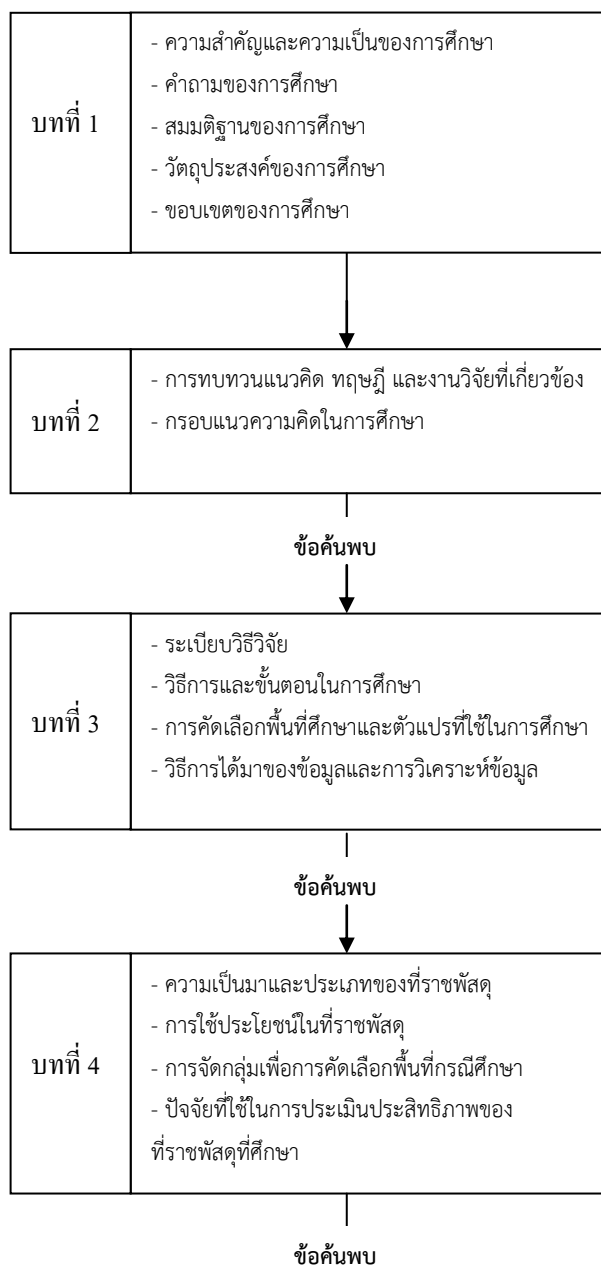 บทที่ 1
- ความสำคัญและความเป็นของการศึกษา
- คำถามของการศึกษา
- สมมติฐานของการศึกษา
- วัตถุประสงค์ของการศึกษา
- ขอบเขตของการศึกษา
บทที่ 2
- การทบทวนแนวคิด ทฤษฎี และงานวิจัยที่เกี่ยวข้อง
- กรอบแนวความคิดในการศึกษา
ข้อค้นพบ
บทที่ 3
- ระเบียบวิธีวิจัย
- วิธีการและขั้นตอนในการศึกษา
- การคัดเลือกพื้นที่ศึกษาและตัวแปรที่ใช้ในการศึกษา
- วิธีการได้มาของข้อมูลและการวิเคราะห์ข้อมูล
ข้อค้นพบ
บทที่ 4
- ความเป็นมาและประเภทของที่ราชพัสดุ
- การใช้ประโยชน์ในที่ราชพัสดุ
- การจัดกลุ่มเพื่อการคัดเลือกพื้นที่กรณีศึกษา
- ปัจจัยที่ใช้ในการประเมินประสิทธิภาพของ
ที่ราชพัสดุที่ศึกษา
ข้อค้นพบ